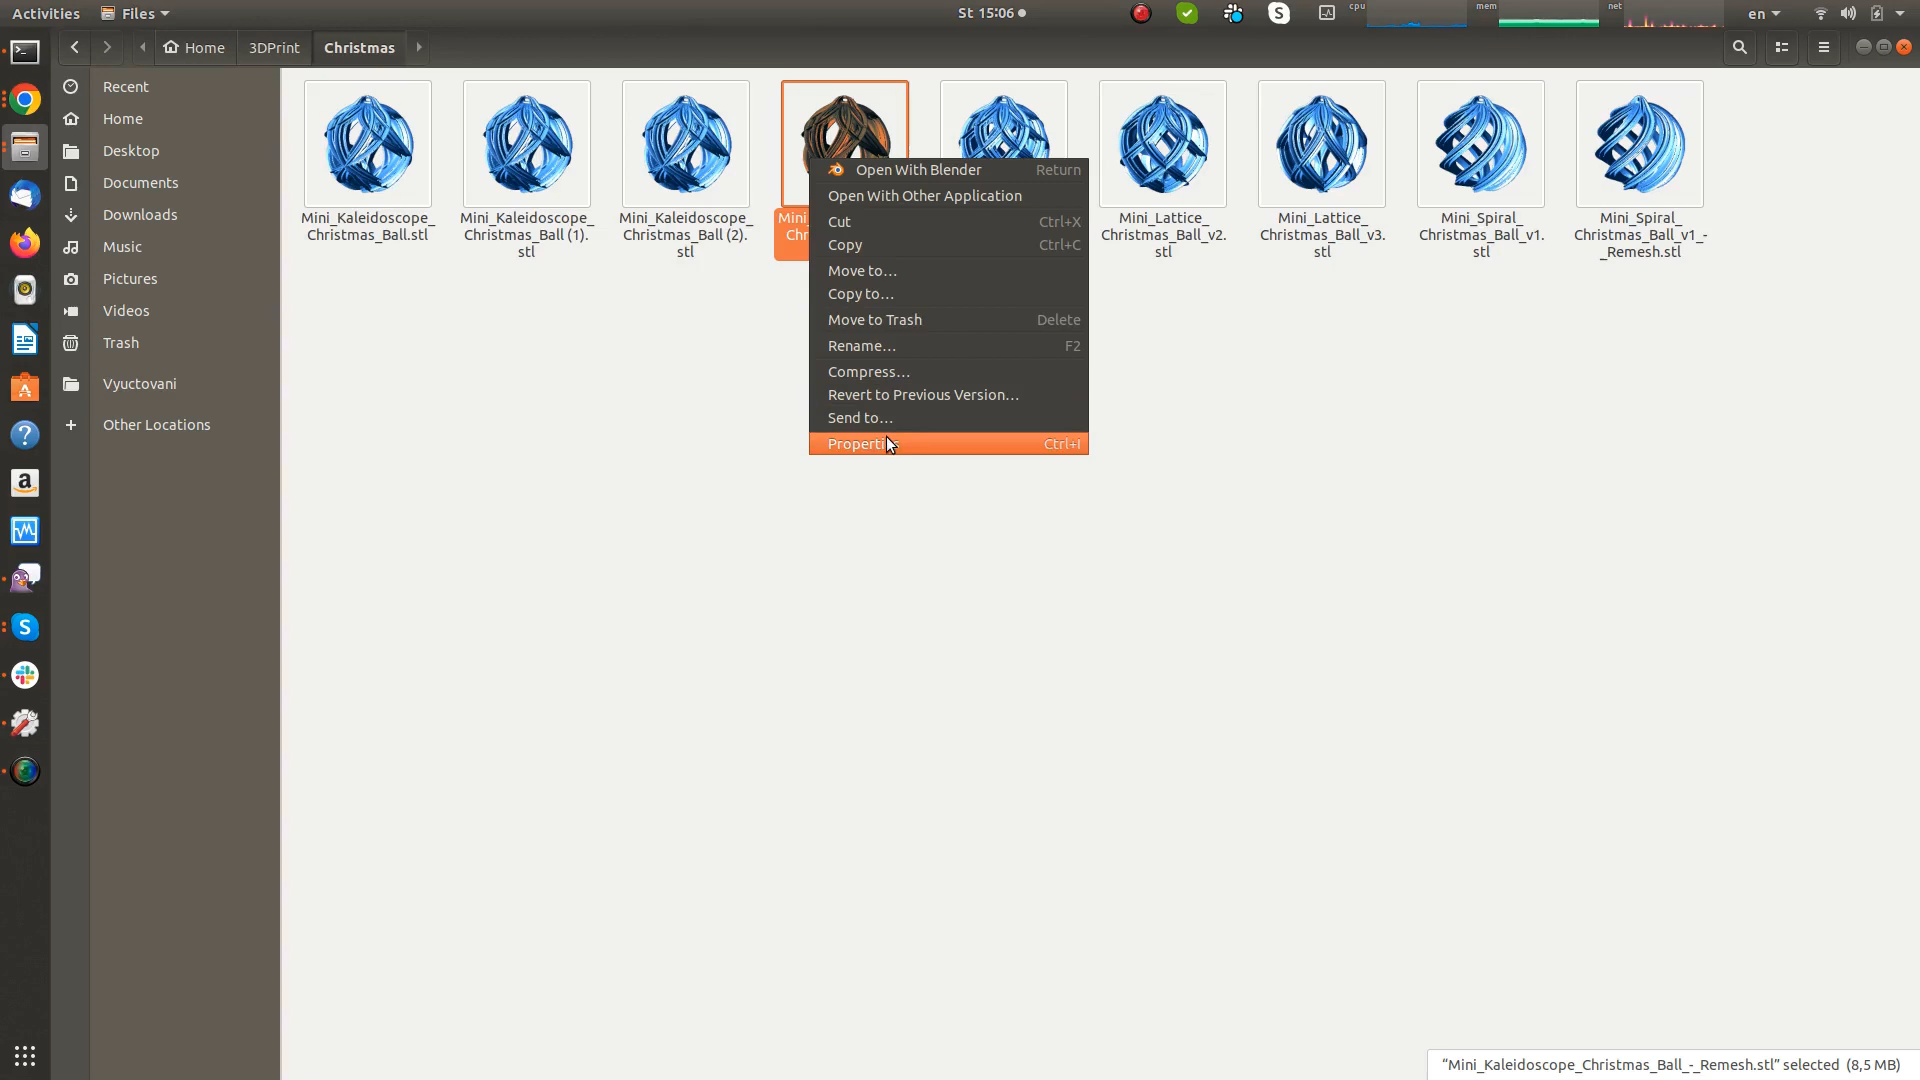 Activities
Files
St 15:06
cpu
mem
net
en
Home
3DPrint
Christmas
Recent
Home
Desktop
Documents
Downloads
Music
Pictures
Videos
Trash
Vyuctovani
Other Locations
Mini_Kaleidoscope_
Christmas_Ball.stl
Mini_Kaleidoscope_
Christmas_Ball (1).
stl
Mini_Kaleidoscope_
Christmas_Ball (2).
stl
Mini_
Chr
Mini_Lattice_
Christmas_Ball_v2.
stl
Mini_Lattice_
Christmas_Ball_v3.
stl
Mini_Spiral_
Christmas_Ball_v1.
stl
Mini_Spiral_
Christmas_Ball_v1_-
_Remesh.stl
Open With Blender Return
Open With Other Application
Cut Ctrl+X
Copy Ctrl+C
Move to…
Copy to…
Move to Trash Delete
Rename… F2
Compress…
Revert to Previous Version…
Send to…
Properties Ctrl+I
“Mini_Kaleidoscope_Christmas_Ball_-_Remesh.stl” selected (8,5 MB)